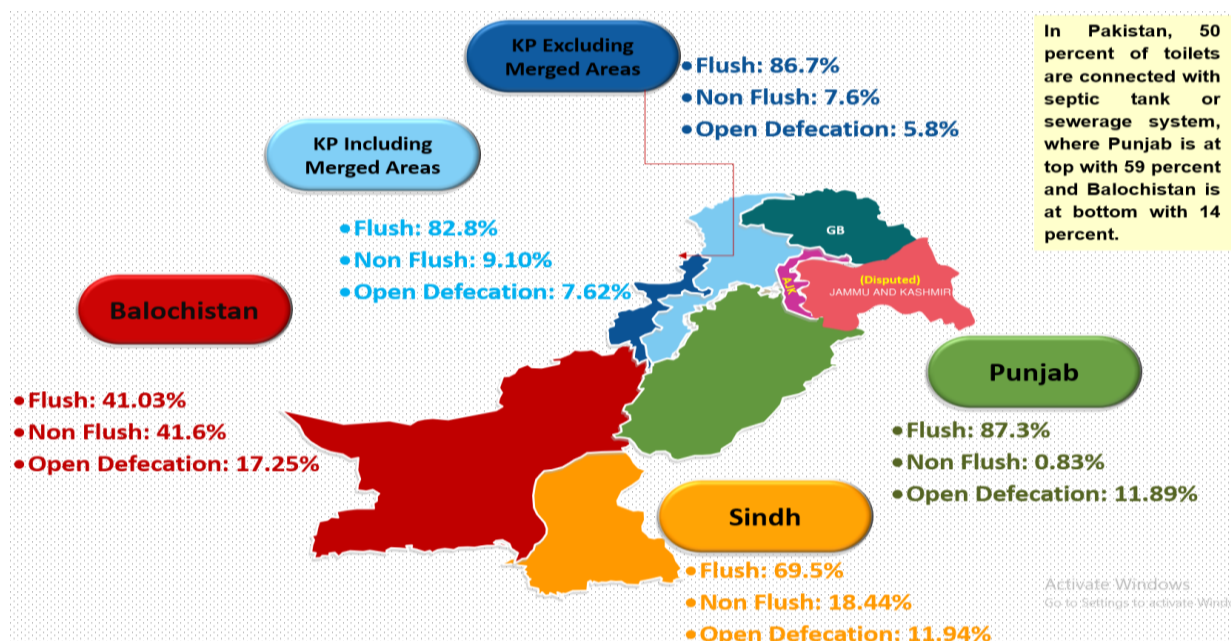 KP Excluding
Merged Areas
•Flush: 86.7%
•Non Flush: 7.6%
•Open Defecation: 5.8%
In Pakistan, 50
percent of toilets
are connected with
septic tank or
sewerage system,
where Punjab is at
top with 59 percent
and Balochistan is
at bottom with 14
percent.
KP Including
Merged Areas
•Flush: 82.8%
•Non Flush: 9.10%
•Open Defecation: 7.62%
GB
AJK
(Disputed)
JAMMU AND KASHMIR
Balochistan
•Flush: 41.03%
•Non Flush: 41.6%
•Open Defecation: 17.25%
Punjab
•Flush: 87.3%
•Non Flush: 0.83%
•Open Defecation: 11.89%
Sindh
•Flush: 69.5%
•Non Flush: 18.44%
•Open Defecation: 11.94%
Activate Windows
Go to Settings to activate Wind